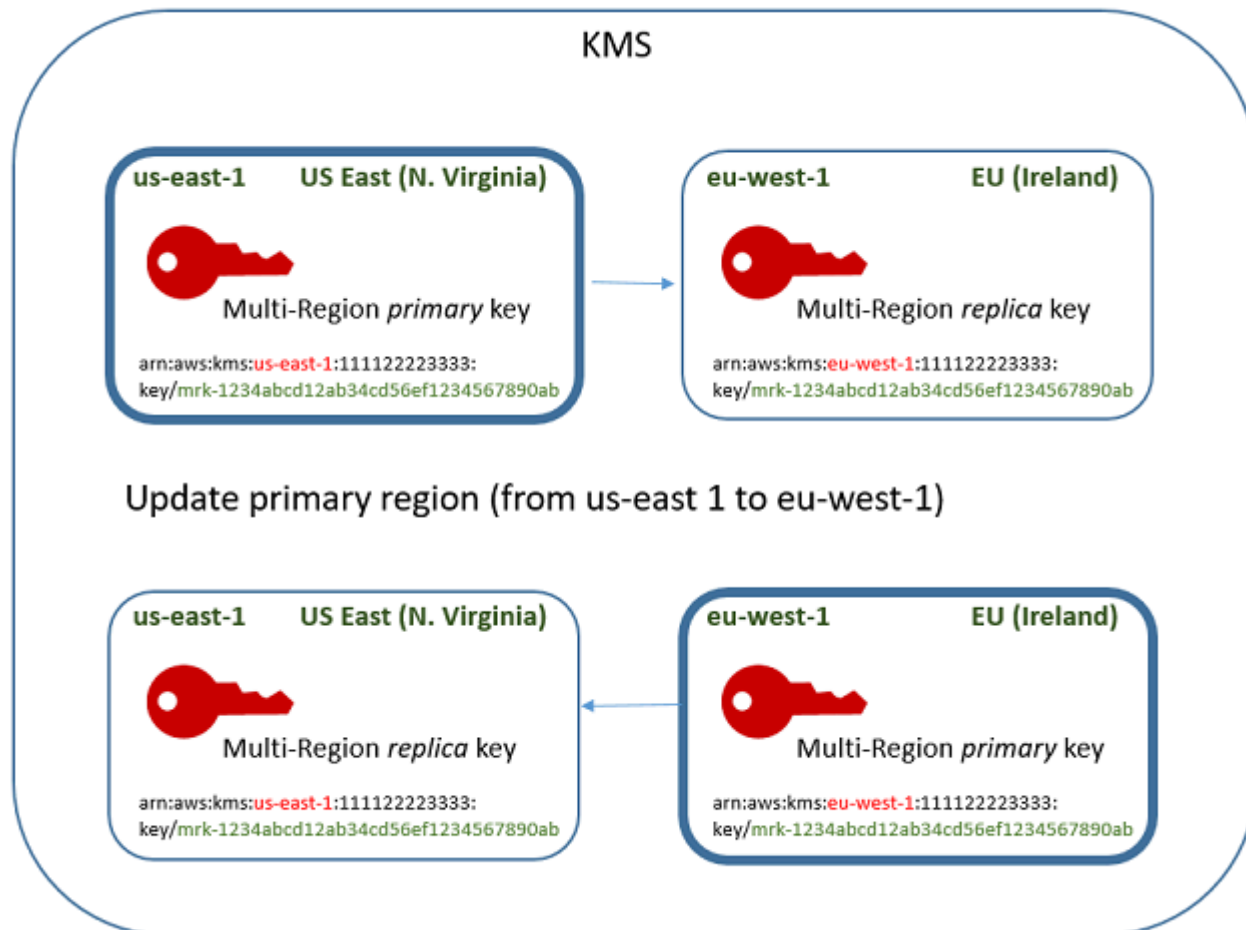 KMS
us-east-1 US East (N. Virginia)
Multi-Region primary key
arn:aws:kms:us-east-1:111122223333:
key/mrk-1234abcd12ab34cd56ef1234567890ab
eu-west-1 EU (Ireland)
Multi-Region replica key
arn:aws:kms:eu-west-1:111122223333:
key/mrk-1234abcd12ab34cd56ef1234567890ab
Update primary region (from us-east 1 to eu-west-1)
us-east-1 US East (N. Virginia)
Multi-Region replica key
arn:aws:kms:us-east-1:111122223333:
key/mrk-1234abcd12ab34cd56ef1234567890ab
eu-west-1 EU (Ireland)
Multi-Region primary key
arn:aws:kms:eu-west-1:111122223333:
key/mrk-1234abcd12ab34cd56ef1234567890ab